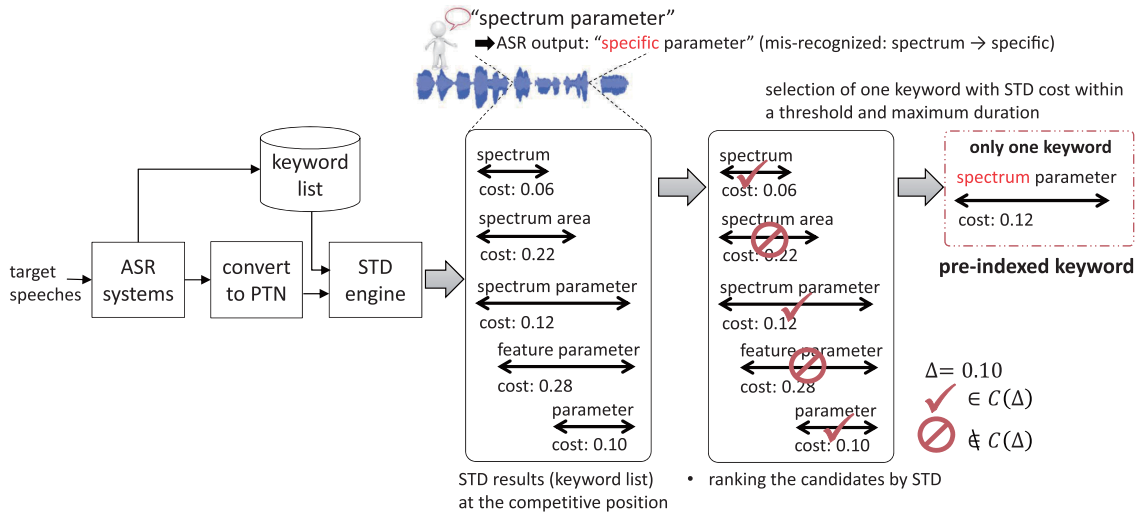 “spectrum parameter”
➡ASR output: “specific parameter” (mis-recognized: spectrum → specific)
selection of one keyword with STD cost within
a threshold and maximum duration
target
speeches
ASR
systems
keyword
list
convert
to PTN
STD
engine
spectrum
cost: 0.06
spectrum area
cost: 0.22
spectrum parameter
cost: 0.12
feature parameter
cost: 0.28
parameter
cost: 0.10
STD results (keyword list)
at the competitive position
spectrum
cost: 0.06
spectrum area
cost: 0.22
spectrum parameter
cost: 0.12
feature parameter
cost: 0.28
parameter
cost: 0.10
• ranking the candidates by STD
only one keyword
spectrum parameter
cost: 0.12
pre-indexed keyword
Δ= 0.10
∈ C(Δ)
∉ C(Δ)